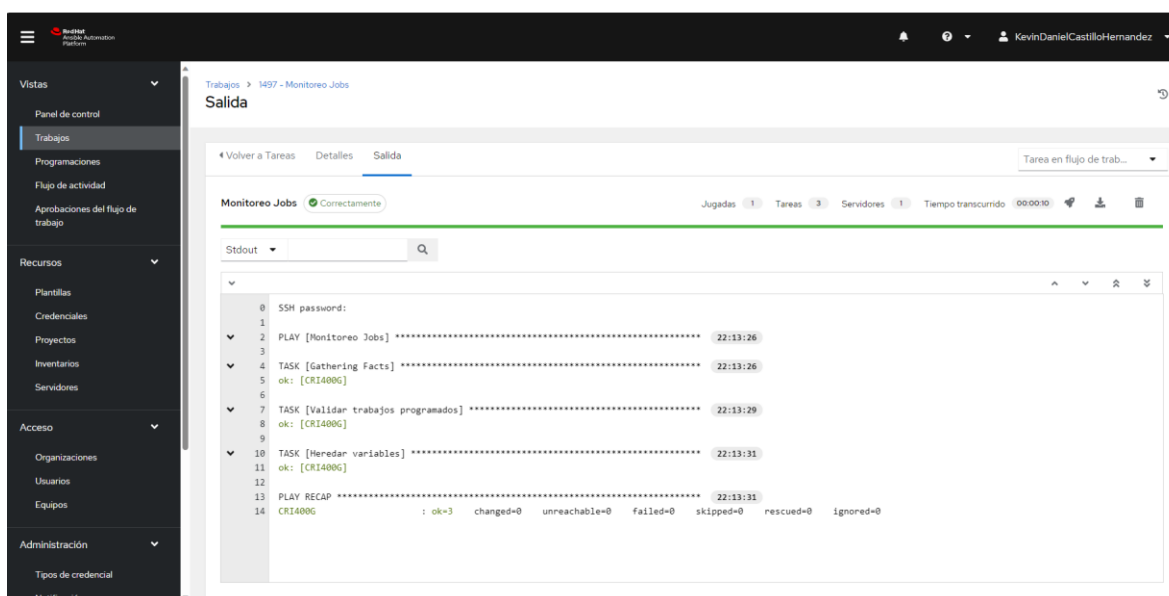 Red Hat
Ansible Automation
Platform
KevinDanielCastilloHernandez
Vistas
Panel de control
Trabajos
Programaciones
Flujo de actividad
Aprobaciones del flujo de
trabajo
Recursos
Plantillas
Credenciales
Proyectos
Inventarios
Servidores
Acceso
Organizaciones
Usuarios
Equipos
Administración
Tipos de credencial
Trabajos > 1497 - Monitoreo Jobs
Salida
Volver a Tareas Detalles Salida
Tarea en flujo de trab...
Monitoreo Jobs Correctamente Jugadas 1 Tareas 3 Servidores 1 Tiempo transcurrido 00:00:10
Stdout
0 SSH password:
1
2 PLAY [Monitoreo Jobs] ********************************************************** 22:13:26
3
4 TASK [Gathering Facts] ********************************************************* 22:13:26
5 ok: [CRI400G]
6
7 TASK [Validar trabajos programados] ******************************************** 22:13:29
8 ok: [CRI400G]
9
10 TASK [Heredar variables] ******************************************************* 22:13:31
11 ok: [CRI400G]
12
13 PLAY RECAP ********************************************************************* 22:13:31
14 CRI400G : ok=3 changed=0 unreachable=0 failed=0 skipped=0 rescued=0 ignored=0